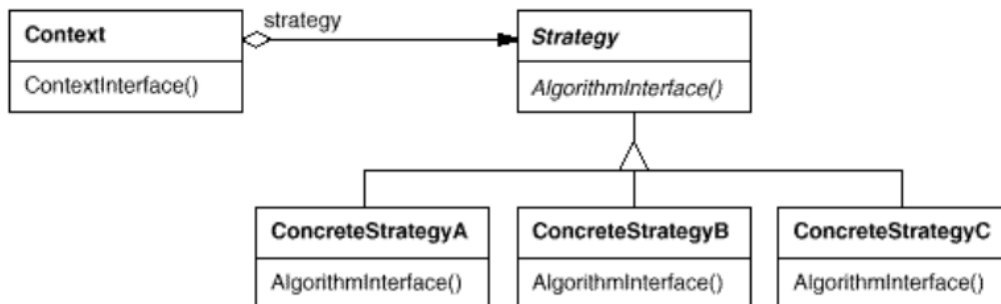 strategy
Context
ContextInterface()
Strategy
AlgorithmInterface()
ConcreteStrategyA
AlgorithmInterface()
ConcreteStrategyB
AlgorithmInterface()
ConcreteStrategyC
AlgorithmInterface()